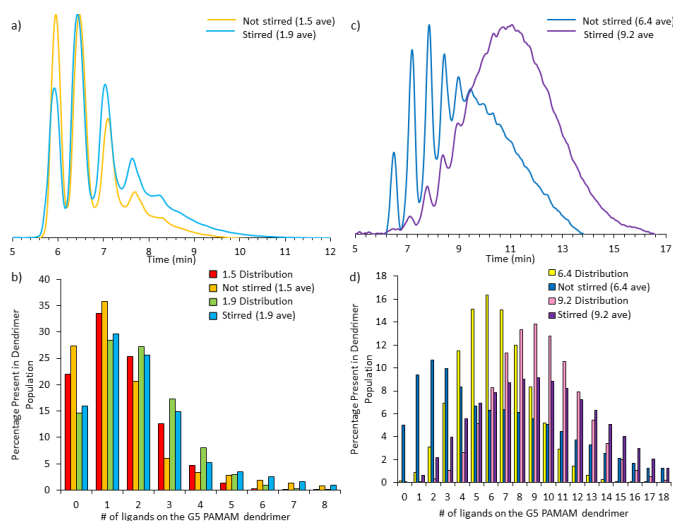 a)
Not stirred (1.5 ave)
Stirred (1.9 ave)
5 6 7 8 9 10 11 12
Time (min)
c)
Not stirred (6.4 ave)
Stirred (9.2 ave
5 7 9 11 13 15 17
Time (min)
b)
1.5 Distribution
Not stirred (1.5 ave)
1.9 Distribution
Stirred (1.9 ave)
Percentage Present in Dendrimer
Population
40
35
30
25
20
15
10
5
0
0 1 2 3 4 5 6 7 8
# of ligands on the G5 PAMAM dendrimer
d)
6.4 Distribution
Not stirred (6.4 ave)
9.2 Distribution
Stirred (9.2 ave)
Percentage Present in Dendrimer
Population
18
16
14
12
10
8
6
4
2
0
0 1 2 3 4 5 6 7 8 9 10 11 12 13 14 15 16 17 18
# of ligands on the G5 PAMAM dendrimer